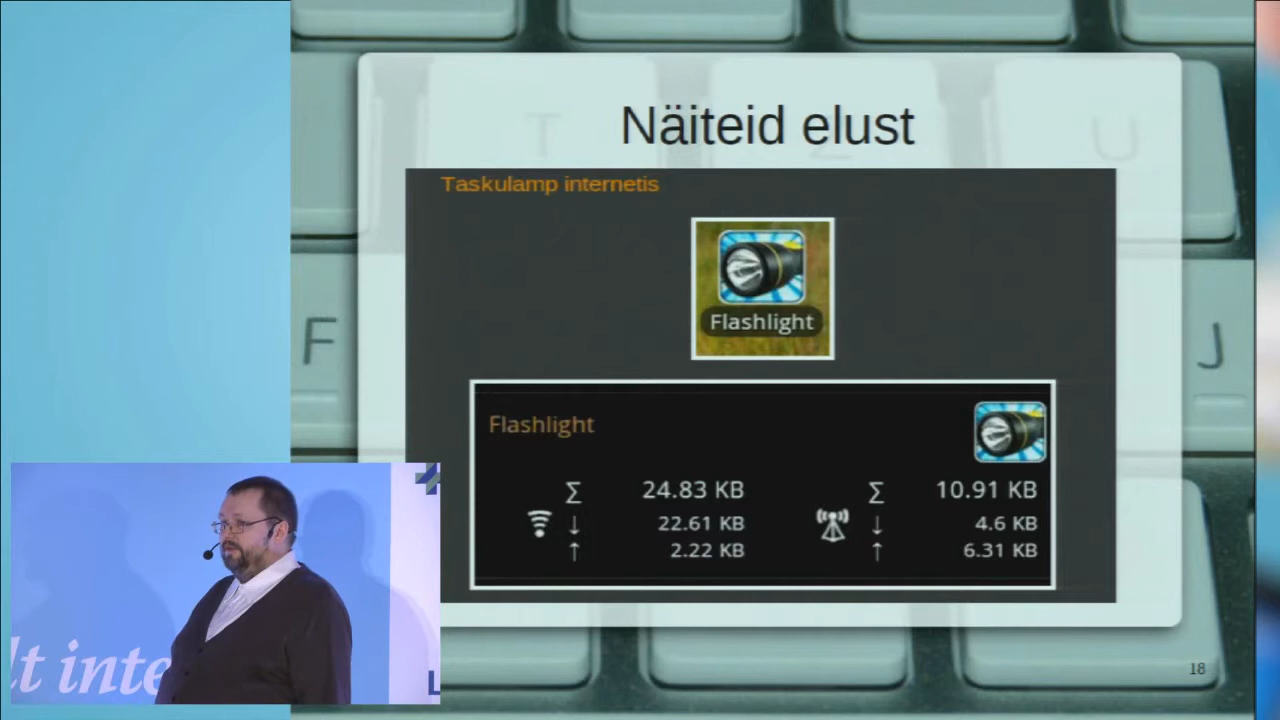 Näiteid elust
Taskulamp internetis
Flashlight
Flashlight
∑ 24.83 KB ∑ 10.91 KB
↓ 22.61 KB ↓ 4.6 KB
↑ 2.22 KB ↑ 6.31 KB
T
U
F
J
lt inte
L
18